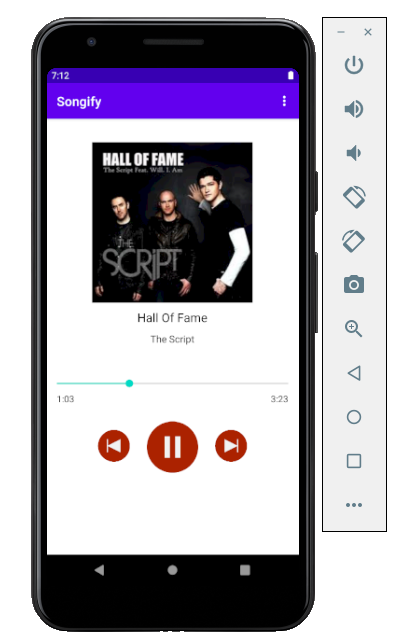 7:12
Songify
HALL OF FAME
The Script Feat. Will. I. Am
THE
SCRIPT
Hall Of Fame
The Script
1:03 3:23